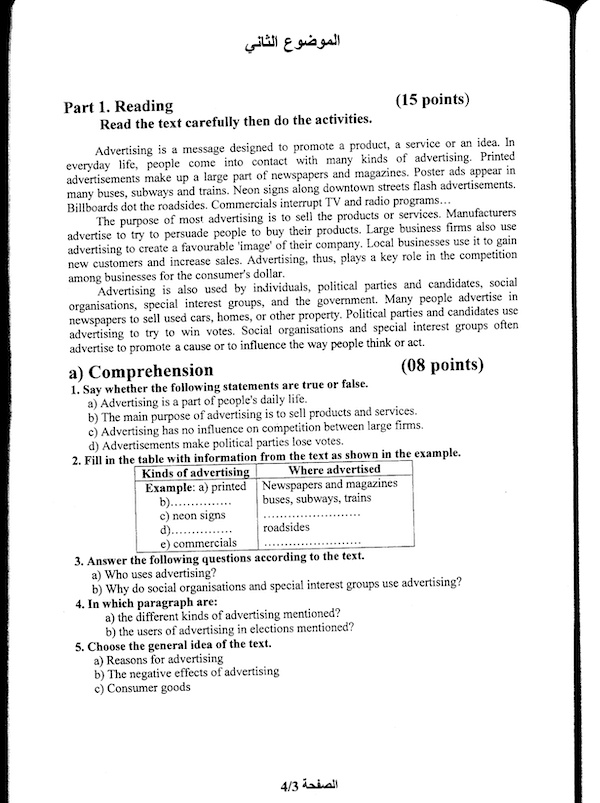 الموضوع الثاني
Part 1. Reading (15 points)
Read the text carefully then do the activities.
Advertising is a message designed to promote a product, a service or an idea. In
everyday life, people come into contact with many kinds of advertising. Printed
advertisements make up a large part of newspapers and magazines. Poster ads appear in
many buses, subways and trains. Neon signs along downtown streets flash advertisements.
Billboards dot the roadsides. Commercials interrupt TV and radio programs…
The purpose of most advertising is to sell the products or services. Manufacturers
advertise to try to persuade people to buy their products. Large business firms also use
advertising to create a favourable 'image' of their company. Local businesses use it to gain
new customers and increase sales. Advertising, thus, plays a key role in the competition
among businesses for the consumer's dollar.
Advertising is also used by individuals, political parties and candidates, social
organisations, special interest groups, and the government. Many people advertise in
newspapers to sell used cars, homes, or other property. Political parties and candidates use
advertising to try to win votes. Social organisations and special interest groups often
advertise to promote a cause or to influence the way people think or act.
a) Comprehension (08 points)
1. Say whether the following statements are true or false.
a) Advertising is a part of people's daily life.
b) The main purpose of advertising is to sell products and services.
c) Advertising has no influence on competition between large firms.
d) Advertisements make political parties lose votes.
2. Fill in the table with information from the text as shown in the example.
Kinds of advertising Where advertised
Example: a) printed Newspapers and magazines
b)............... buses, subways, trains
c) neon signs ........................
d)............... roadsides
e) commercials ........................
3. Answer the following questions according to the text.
a) Who uses advertising?
b) Why do social organisations and special interest groups use advertising?
4. In which paragraph are:
a) the different kinds of advertising mentioned?
b) the users of advertising in elections mentioned?
5. Choose the general idea of the text.
a) Reasons for advertising
b) The negative effects of advertising
c) Consumer goods
الصفحة 4/3